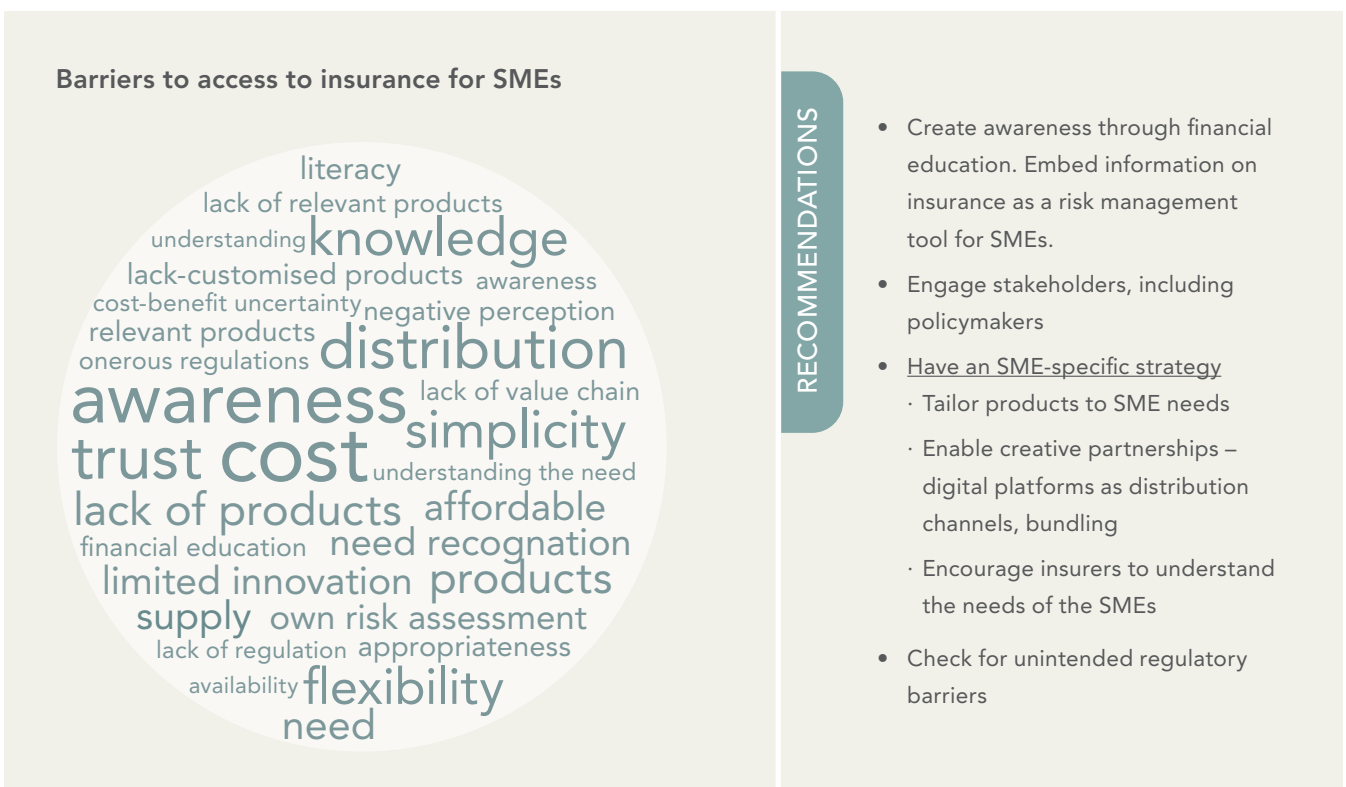 Barriers to access to insurance for SMEs
literacy
lack of relevant products
understanding knowledge
lack-customised products awareness
cost-benefit uncertainty negative perception
relevant products
onerous regulations distribution
awareness lack of value chain
simplicity
trust cost understanding the need
lack of products affordable
financial education need recognation
limited innovation products
supply own risk assessment
lack of regulation appropriateness
availability flexibility
need
RECOMMENDATIONS
• Create awareness through financial
education. Embed information on
insurance as a risk management
tool for SMEs.
• Engage stakeholders, including
policymakers
• Have an SME-specific strategy
· Tailor products to SME needs
· Enable creative partnerships –
digital platforms as distribution
channels, bundling
· Encourage insurers to understand
the needs of the SMEs
• Check for unintended regulatory
barriers